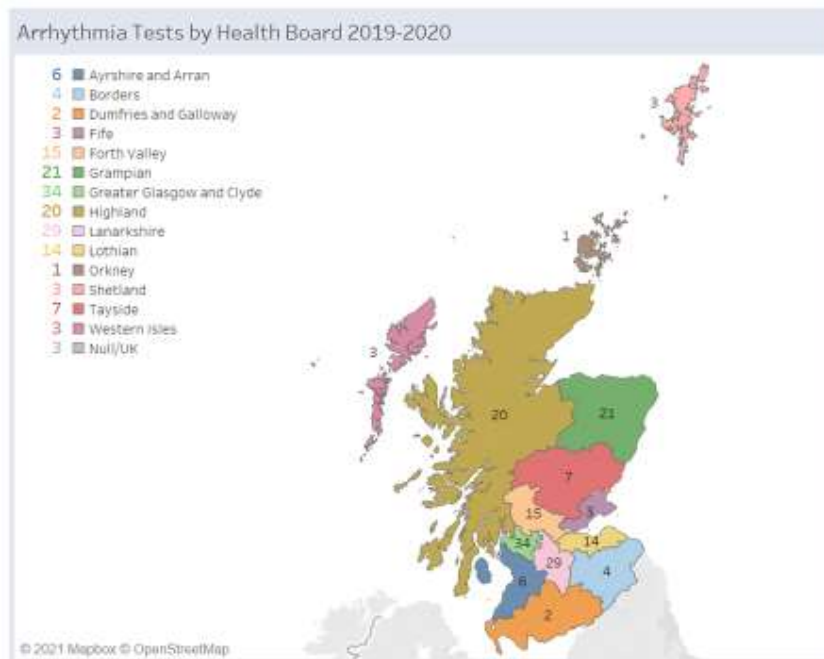 Arrhythmia Tests by Health Board 2019-2020
6 Ayrshire and Arran
4 Borders
2 Dumfries and Galloway
3 Fife
15 Forth Valley
21 Grampian
34 Greater Glasgow and Clyde
20 Highland
29 Lanarkshire
14 Lothian
1 Orkney
3 Shetland
7 Tayside
3 Western Isles
3 Null/UK
3
1
3
20
21
7
15
3
34
14
29
6
4
2
© 2021 Mapbox © OpenStreetMap